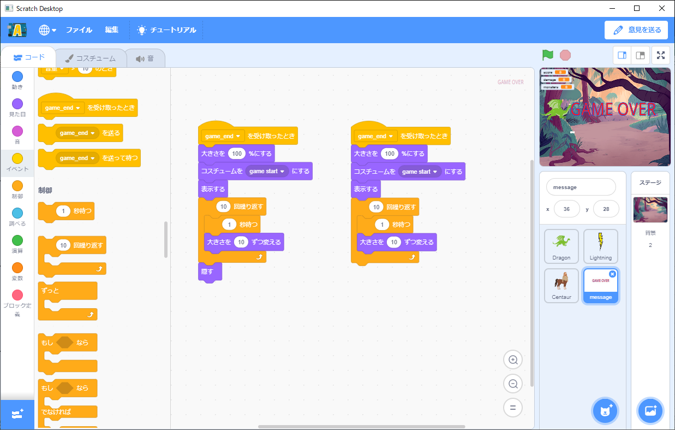 Scratch Desktop
ファイル 編集 チュートリアル 意見を送る
コード コスチューム 音
動き
見た目
音
イベント
制御
調べる
演算
変数
ブロック定義
10
game_end を受け取ったとき
game_end を送る
game_end を送って待つ
制御
1 秒待つ
10 回繰り返す
ずっと
もし なら
もし なら
でなければ
game_end を受け取ったとき
大きさを 100 %にする
コスチュームを game start にする
表示する
10 回繰り返す
1 秒待つ
大きさを 10 ずつ変える
隠す
game_end を受け取ったとき
大きさを 100 %にする
コスチュームを game start にする
表示する
10 回繰り返す
1 秒待つ
大きさを 10 ずつ変える
GAME OVER
GAME OVER
message
x 36 y 28
Dragon
Lightning
Centaur
GAME OVER
message
ステージ
背景
2